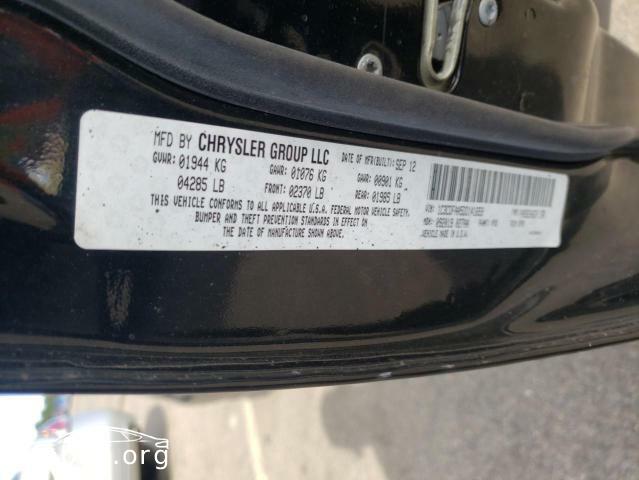 MFD BY CHRYSLER GROUP LLC
DATE OF MFR(BUILT): SEP 12
GVWR: 01944 KG
GAWR: 01076 KG
GAWR: 00901 KG
04285 LB
FRONT: 02370 LB
REAR: 01985 LB
THIS VEHICLE CONFORMS TO ALL APPLICABLE U.S.A. FEDERAL MOTOR VEHICLE SAFETY,
BUMPER AND THEFT PREVENTION STANDARDS IN EFFECT ON
THE DATE OF MANUFACTURE SHOWN ABOVE.
VIN:
MDH:
VEHICLE MADE IN U.S.A.
.org